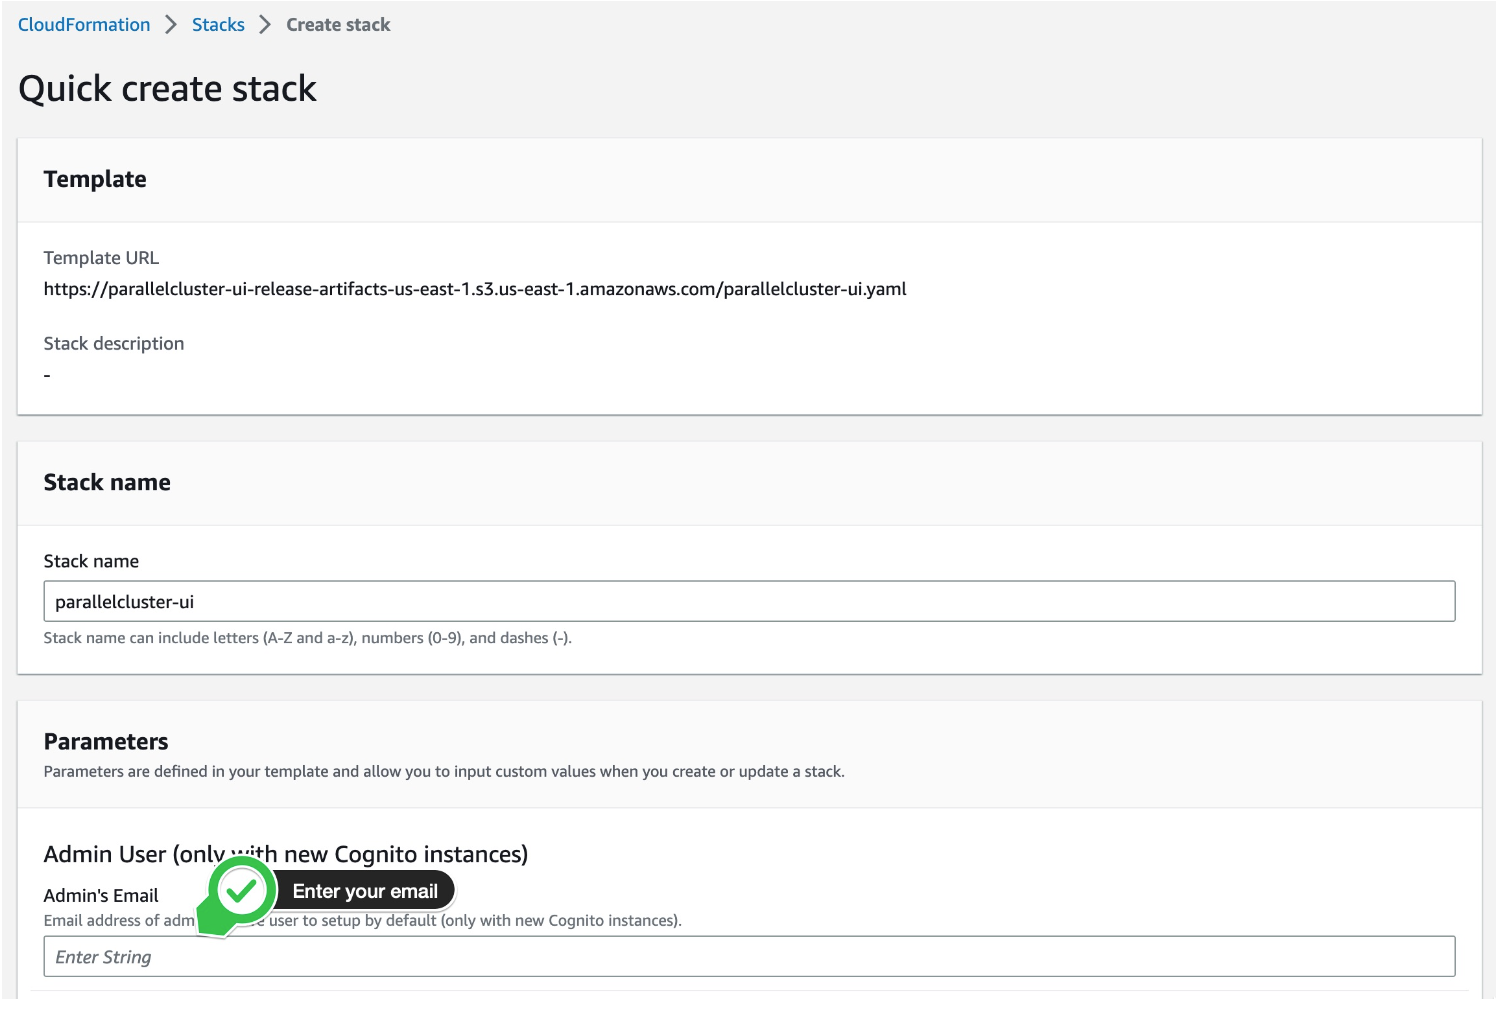 CloudFormation > Stacks > Create stack
Quick create stack
Template
Template URL
https://parallelcluster-ui-release-artifacts-us-east-1.s3.us-east-1.amazonaws.com/parallelcluster-ui.yaml
Stack description
-
Stack name
Stack name
parallelcluster-ui
Stack name can include letters (A-Z and a-z), numbers (0-9), and dashes (-).
Parameters
Parameters are defined in your template and allow you to input custom values when you create or update a stack.
Admin User (only with new Cognito instances)
Admin's Email
Enter your email
Email address of user to setup by default (only with new Cognito instances).
Enter String